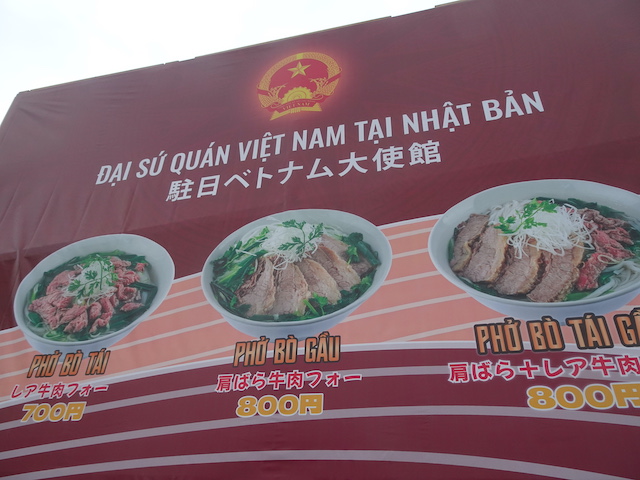 ĐẠI SỨ QUÁN VIỆT NAM TẠI NHẬT BẢN
駐日ベトナム大使館
PHỞ BÒ TÁI
レア牛肉フォー
700円
PHỞ BÒ GẦU
肩ばら牛肉フォー
800円
PHỞ BÒ TÁI
肩ばら+レア牛肉
800円